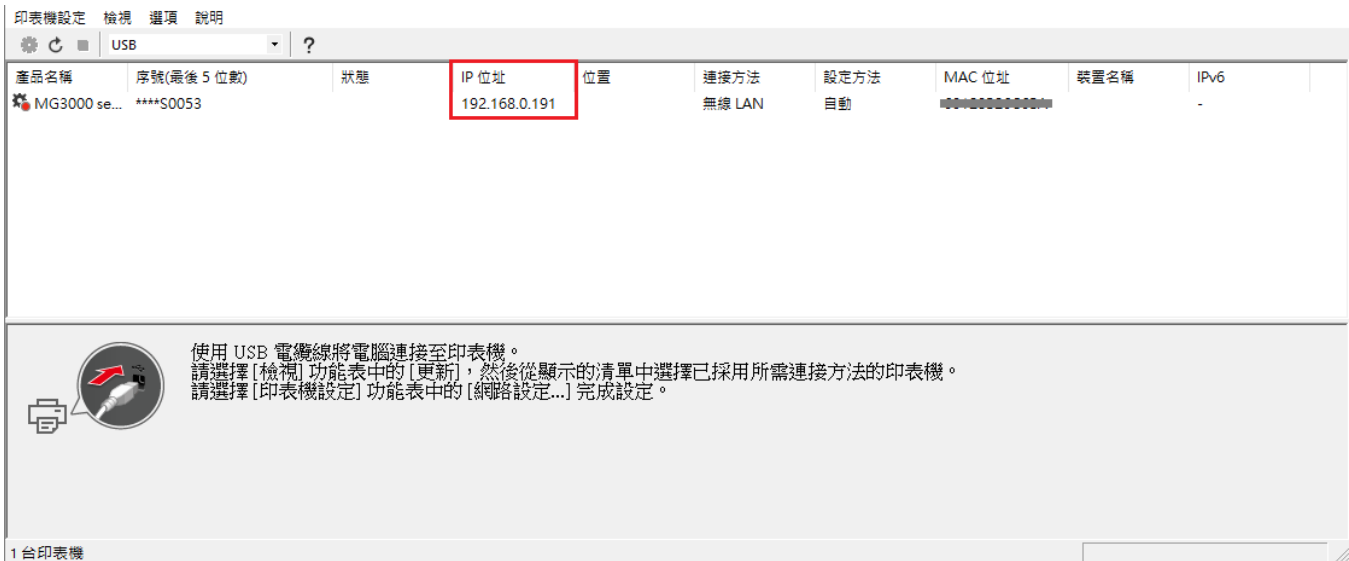 印表機設定 檢視 選項 說明
USB ?
產品名稱 序號(最後 5 位數) 狀態 IP 位址 位置 連接方法 設定方法 MAC 位址 裝置名稱 IPv6
MG3000 se... ****S0053 192.168.0.191 無線 LAN 自動 -
使用 USB 電纜線將電腦連接至印表機。
請選擇 [檢視] 功能表中的 [更新],然後從顯示的清單中選擇已採用所需連接方法的印表機。
請選擇 [印表機設定] 功能表中的 [網路設定...] 完成設定。
1 台印表機